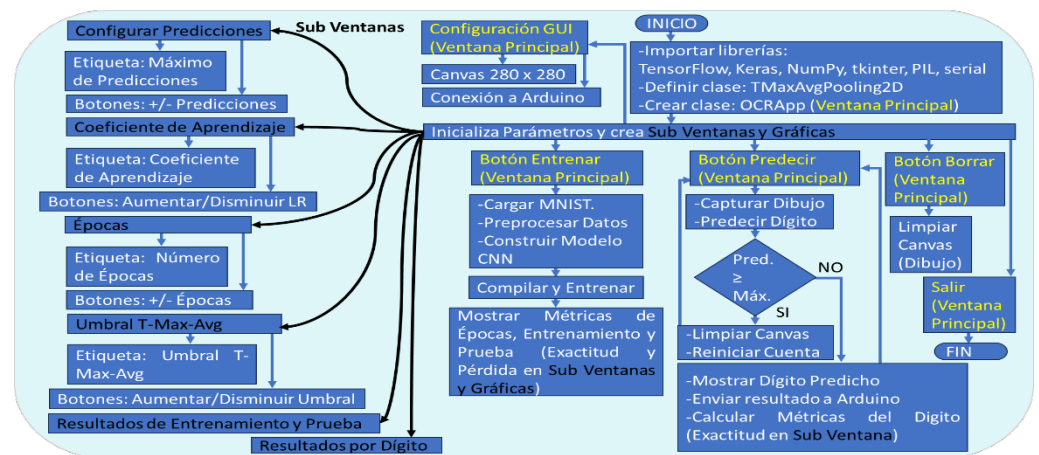 Sub Ventanas
Configurar Predicciones
Etiqueta: Máximo
de Predicciones
Botones: +/- Predicciones
Coeficiente de Aprendizaje
Etiqueta: Coeficiente
de Aprendizaje
Botones: Aumentar/Disminuir LR
Épocas
Etiqueta: Número
de Épocas
Botones: +/- Épocas
Umbral T-Max-Avg
Etiqueta: Umbral T-
Max-Avg
Botones: Aumentar/Disminuir Umbral
Resultados de Entrenamiento y Prueba
Resultados por Dígito
Configuración GUI
(Ventana Principal)
Canvas 280 x 280
Conexión a Arduino
INICIO
-Importar librerías:
TensorFlow, Keras, NumPy, tkinter, PIL, serial
-Definir clase: TMaxAvgPooling2D
-Crear clase: OCRApp (Ventana Principal)
Inicializa Parámetros y crea Sub Ventanas y Gráficas
Botón Entrenar
(Ventana Principal)
-Cargar MNIST.
-Preprocesar Datos
-Construir Modelo
CNN
Compilar y Entrenar
Mostrar Métricas de
Épocas, Entrenamiento y
Prueba (Exactitud y
Pérdida en Sub Ventanas
y Gráficas)
Botón Predecir
(Ventana Principal)
-Capturar Dibujo
-Predecir Dígito
Pred.
≥
Máx.
NO
SI
-Limpiar Canvas
-Reiniciar Cuenta
-Mostrar Dígito Predicho
-Enviar resultado a Arduino
-Calcular Métricas del Digito
(Exactitud en Sub Ventana)
Botón Borrar
(Ventana
Principal)
Limpiar
Canvas
(Dibujo)
Salir
(Ventana
Principal)
FIN